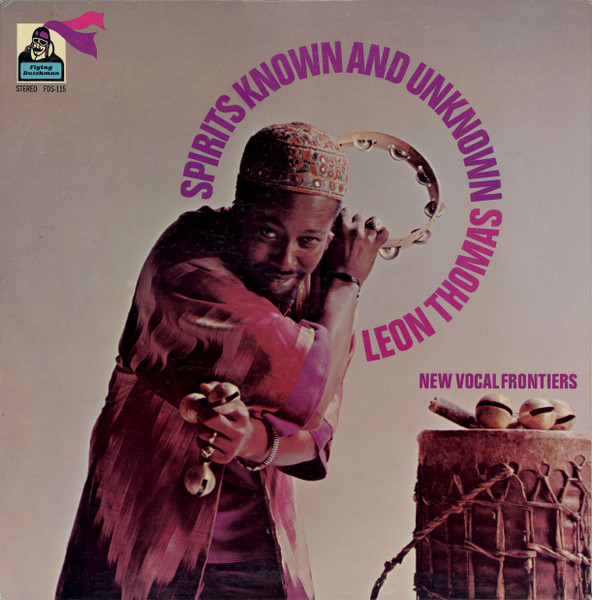 Flying
Dutchman
STEREO FDS-115
SPIRITS KNOWN AND UNKNOWN
LEON THOMAS
NEW VOCAL FRONTIERS